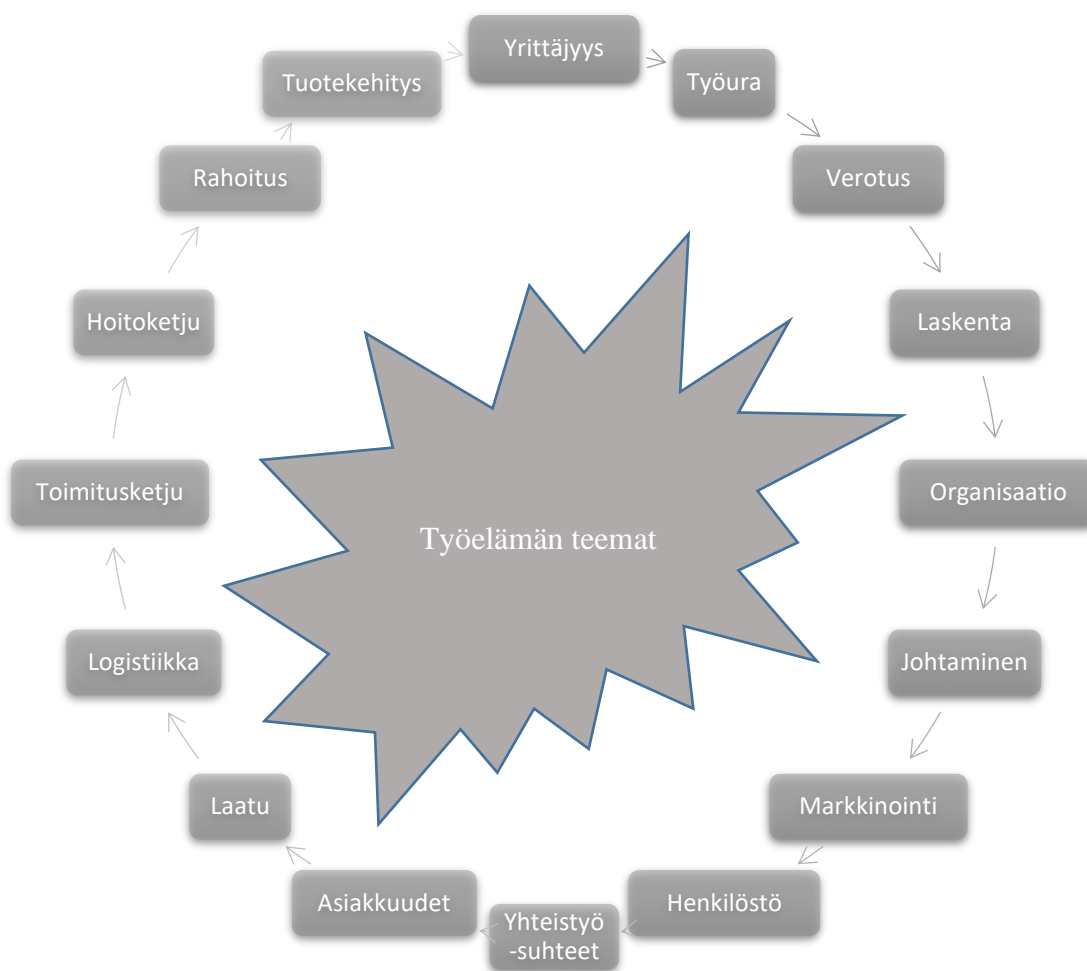 Yrittäjyys
Työura
Verotus
Laskenta
Organisaatio
Johtaminen
Markkinointi
Henkilöstö
Yhteistyö
-suhteet
Asiakkuudet
Laatu
Logistiikka
Toimitusketju
Hoitoketju
Rahoitus
Tuotekehitys
Työelämän teemat